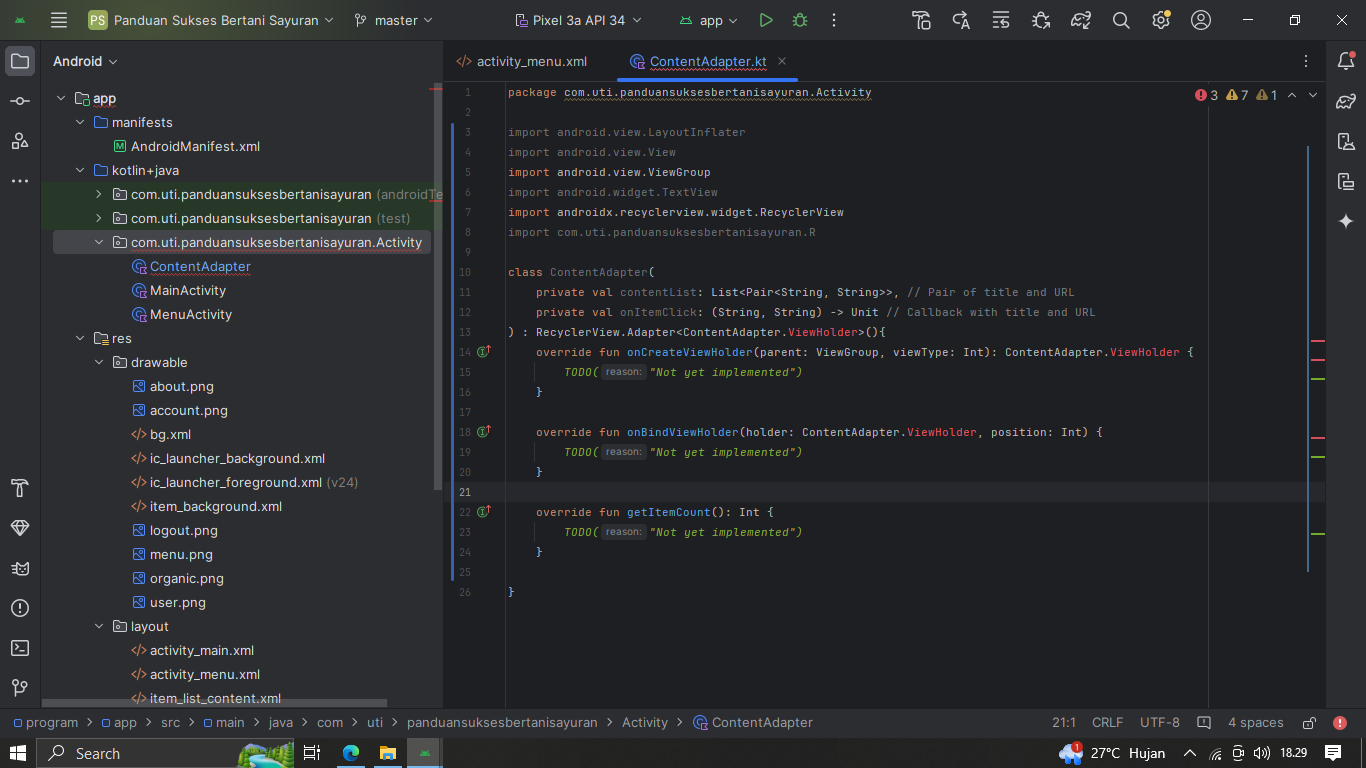 PS Panduan Sukses Bertani Sayuran master Pixel 3a API 34 app
Android
app
manifests
AndroidManifest.xml
kotlin+java
com.uti.panduansuksesbertanisayuran (androidTe
com.uti.panduansuksesbertanisayuran (test)
com.uti.panduansuksesbertanisayuran.Activity
ContentAdapter
MainActivity
MenuActivity
res
drawable
about.png
account.png
bg.xml
ic_launcher_background.xml
ic_launcher_foreground.xml (v24)
item_background.xml
logout.png
menu.png
organic.png
user.png
layout
activity_main.xml
activity_menu.xml
item_list_content.xml
activity_menu.xml ContentAdapter.kt
3 7 1
1 package com.uti.panduansuksesbertanisayuran.Activity
2
3 import android.view.LayoutInflater
4 import android.view.View
5 import android.view.ViewGroup
6 import android.widget.TextView
7 import androidx.recyclerview.widget.RecyclerView
8 import com.uti.panduansuksesbertanisayuran.R
9
10 class ContentAdapter(
11 private val contentList: List<Pair<String, String>>, // Pair of title and URL
12 private val onItemClick: (String, String) -> Unit // Callback with title and URL
13 ) : RecyclerView.Adapter<ContentAdapter.ViewHolder>(){
14 override fun onCreateViewHolder(parent: ViewGroup, viewType: Int): ContentAdapter.ViewHolder {
15 TODO( reason: "Not yet implemented")
16 }
17
18 override fun onBindViewHolder(holder: ContentAdapter.ViewHolder, position: Int) {
19 TODO( reason: "Not yet implemented")
20 }
21
22 override fun getItemCount(): Int {
23 TODO( reason: "Not yet implemented")
24 }
25
26 }
program > app > src > main > java > com > uti > panduansuksesbertanisayuran > Activity > ContentAdapter 21:1 CRLF UTF-8 4 spaces
Search 1 27°C Hujan 18.29